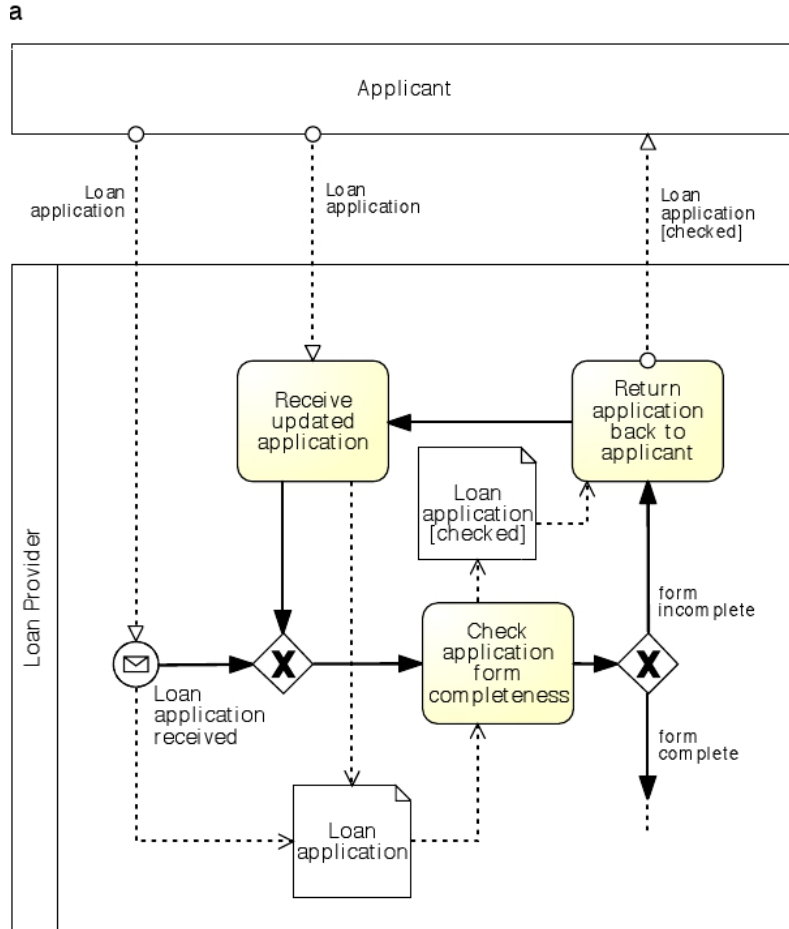 a
Applicant
Loan
application
Loan
application
Loan
application
[checked]
Loan Provider
Receive
updated
application
Return
application
back to
applicant
Loan
application
[checked]
form
incomplete
Check
application
form
completeness
X
X
Loan
application
received
form
complete
Loan
application